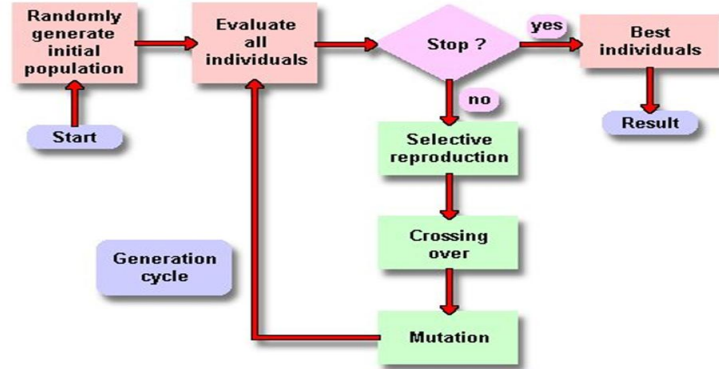 Randomly
generate
initial
population
Evaluate
all
individuals
Stop ?
yes
Best
individuals
no
Start
Result
Selective
reproduction
Crossing
over
Generation
cycle
Mutation